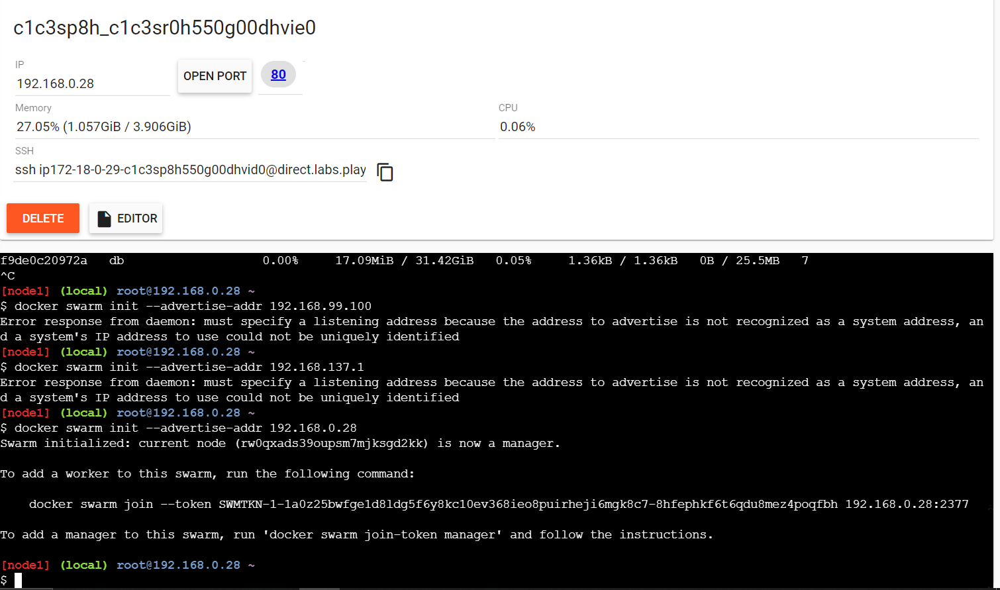 c1c3sp8h_c1c3sr0h550g00dhvie0
IP
192.168.0.28
OPEN PORT
80
Memory
27.05% (1.057GiB / 3.906GiB)
CPU
0.06%
SSH
ssh ip172-18-0-29-c1c3sp8h550g00dhvid0@direct.labs.play
DELETE
EDITOR
f9de0c20972a   db                   0.00%     17.09MiB / 31.42GiB   0.05%     1.36kB / 1.36kB   0B / 25.5MB   7
^C
[node1] (local) root@192.168.0.28 ~
$ docker swarm init --advertise-addr 192.168.99.100
Error response from daemon: must specify a listening address because the address to advertise is not recognized as a system address, an
d a system's IP address to use could not be uniquely identified
[node1] (local) root@192.168.0.28 ~
$ docker swarm init --advertise-addr 192.168.137.1
Error response from daemon: must specify a listening address because the address to advertise is not recognized as a system address, an
d a system's IP address to use could not be uniquely identified
[node1] (local) root@192.168.0.28 ~
$ docker swarm init --advertise-addr 192.168.0.28
Swarm initialized: current node (rw0qxads39oupsm7mjksgd2kk) is now a manager.
To add a worker to this swarm, run the following command:
docker swarm join --token SWMTKN-1-1a0z25bwfge1d8ldg5f6y8kc10ev368ieo8puirheji6mgk8c7-8hfephkf6t6qdu8mez4poqfbh 192.168.0.28:2377
To add a manager to this swarm, run 'docker swarm join-token manager' and follow the instructions.
[node1] (local) root@192.168.0.28 ~
$